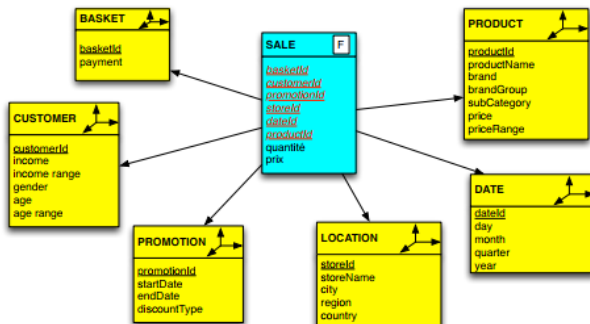 BASKET
basketId
payment
SALE
F
basketId
customerId
promotionId
storeId
dateId
productId
quantité
prix
PRODUCT
productId
productName
brand
brandGroup
subCategory
price
priceRange
CUSTOMER
customerId
income
income range
gender
age
age range
PROMOTION
promotionId
startDate
endDate
discountType
LOCATION
storeId
storeName
city
region
country
DATE
dateId
day
month
quarter
year